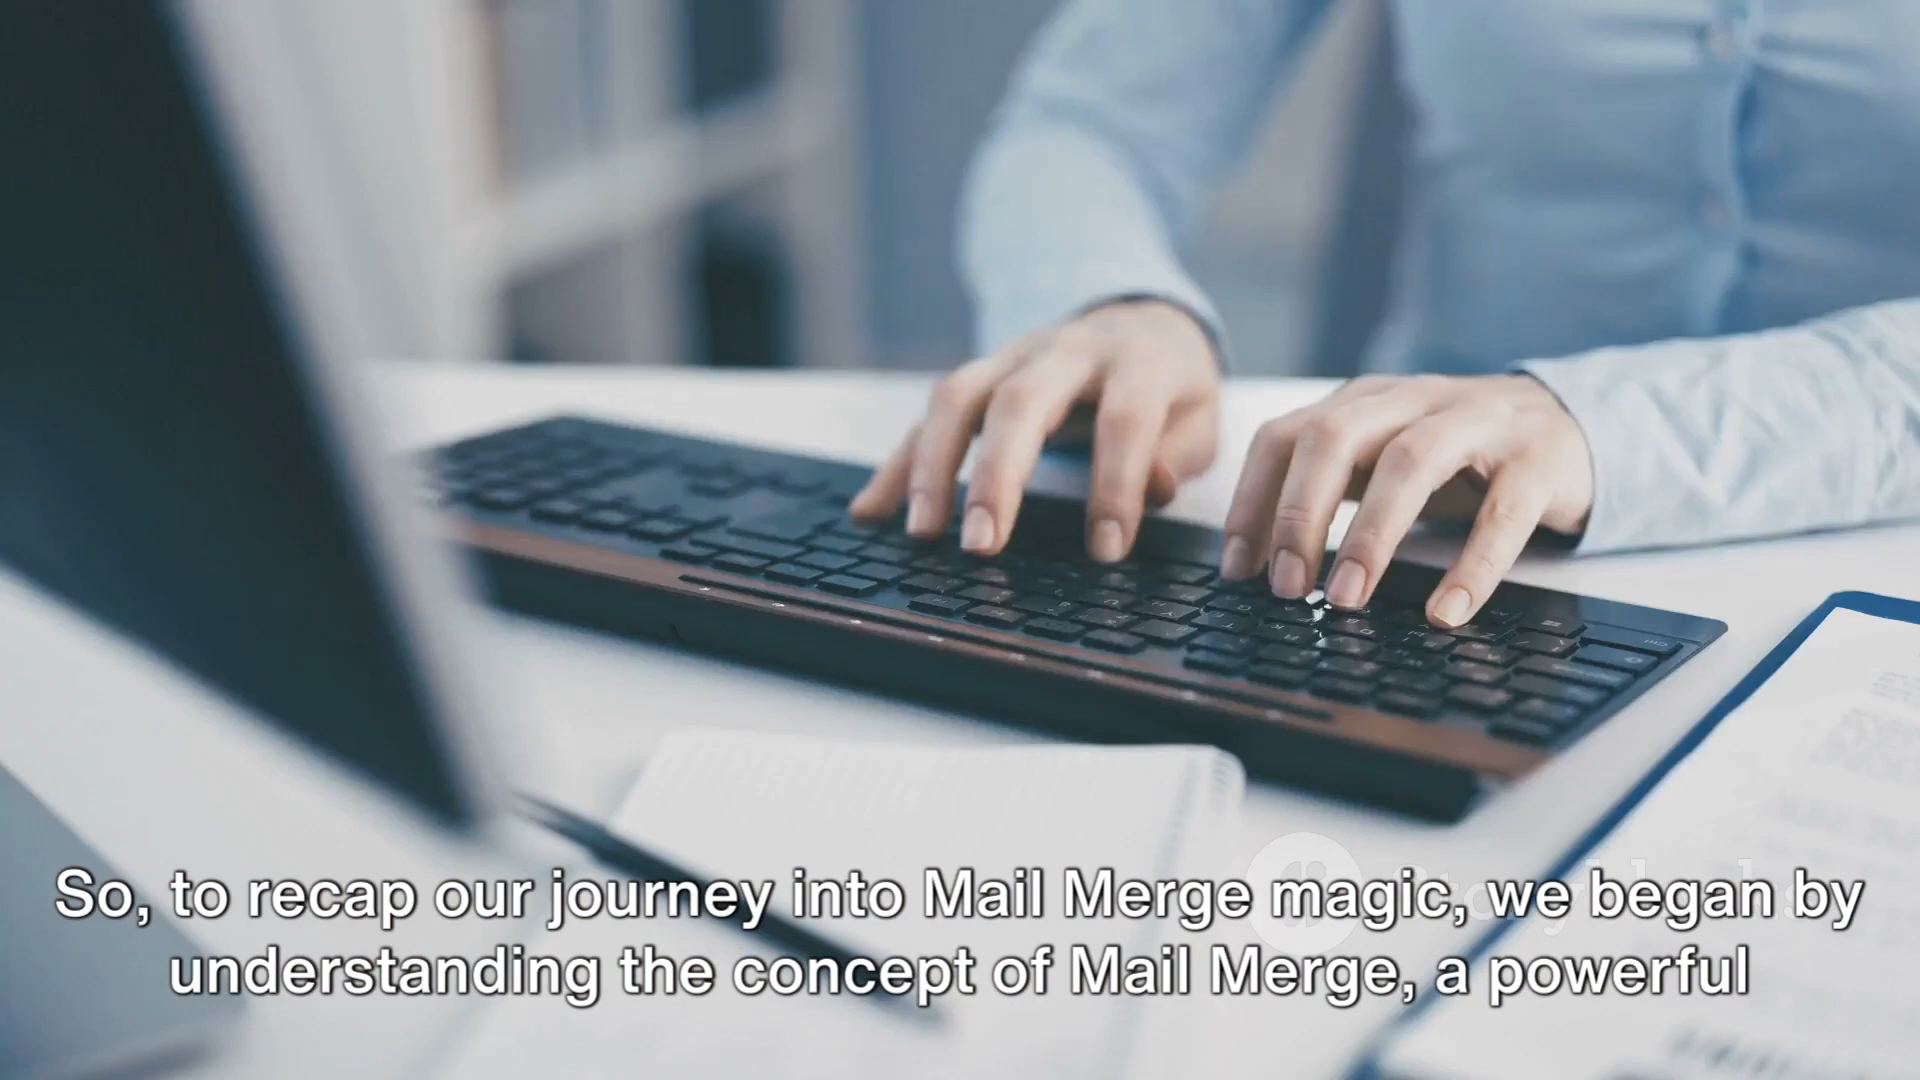 So, to recap our journey into Mail Merge magic, we began by
understanding the concept of Mail Merge, a powerful